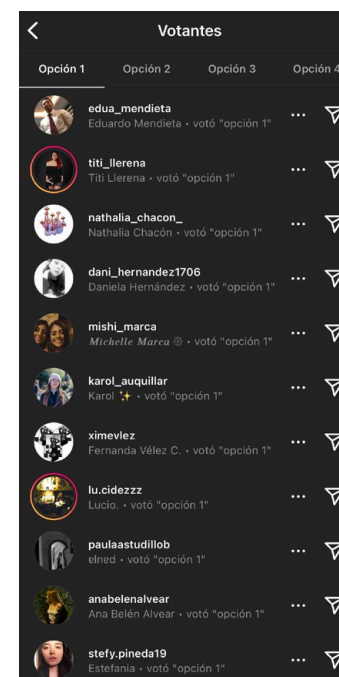 Votantes
Opción 1 Opción 2 Opción 3 Opción 4
edua_mendieta
Eduardo Mendieta • votó "opción 1"
titi_llerena
Titi Llerena • votó "opción 1"
nathalia_chacon_
Nathalia Chacón • votó "opción 1"
dani_hernandez1706
Daniela Hernández • votó "opción 1"
mishi_marca
𝑴𝒊𝒄𝒉𝒆𝒍𝒍𝒆 𝑴𝒂𝒓𝒄𝒂 • votó "opción 1"
karol_auquillar
Karol ✨ • votó "opción 1"
ximevlez
Fernanda Vélez C. • votó "opción 1"
lu.cidezzz
Lucio. • votó "opción 1"
paulaastudillob
• votó "opción 1"
anabelenalvear
Ana Belén Alvear • votó "opción 1"
stefy.pineda19
Estefania • votó "opción 1"